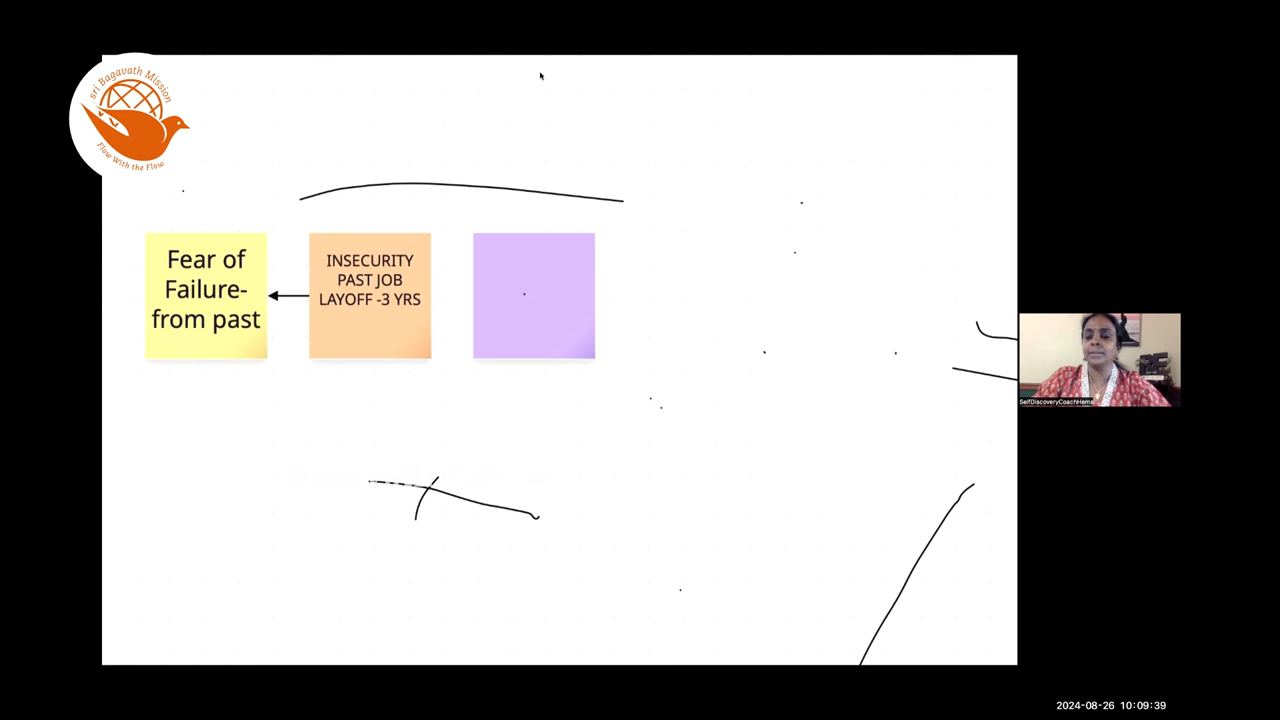 sri Bagavath Mission
Flow With the Flow
Fear of
Failure-
from past
INSECURITY
PAST JOB
LAYOFF -3 YRS
SelfDiscoveryCoachHema
2024-08-26 10:09:39